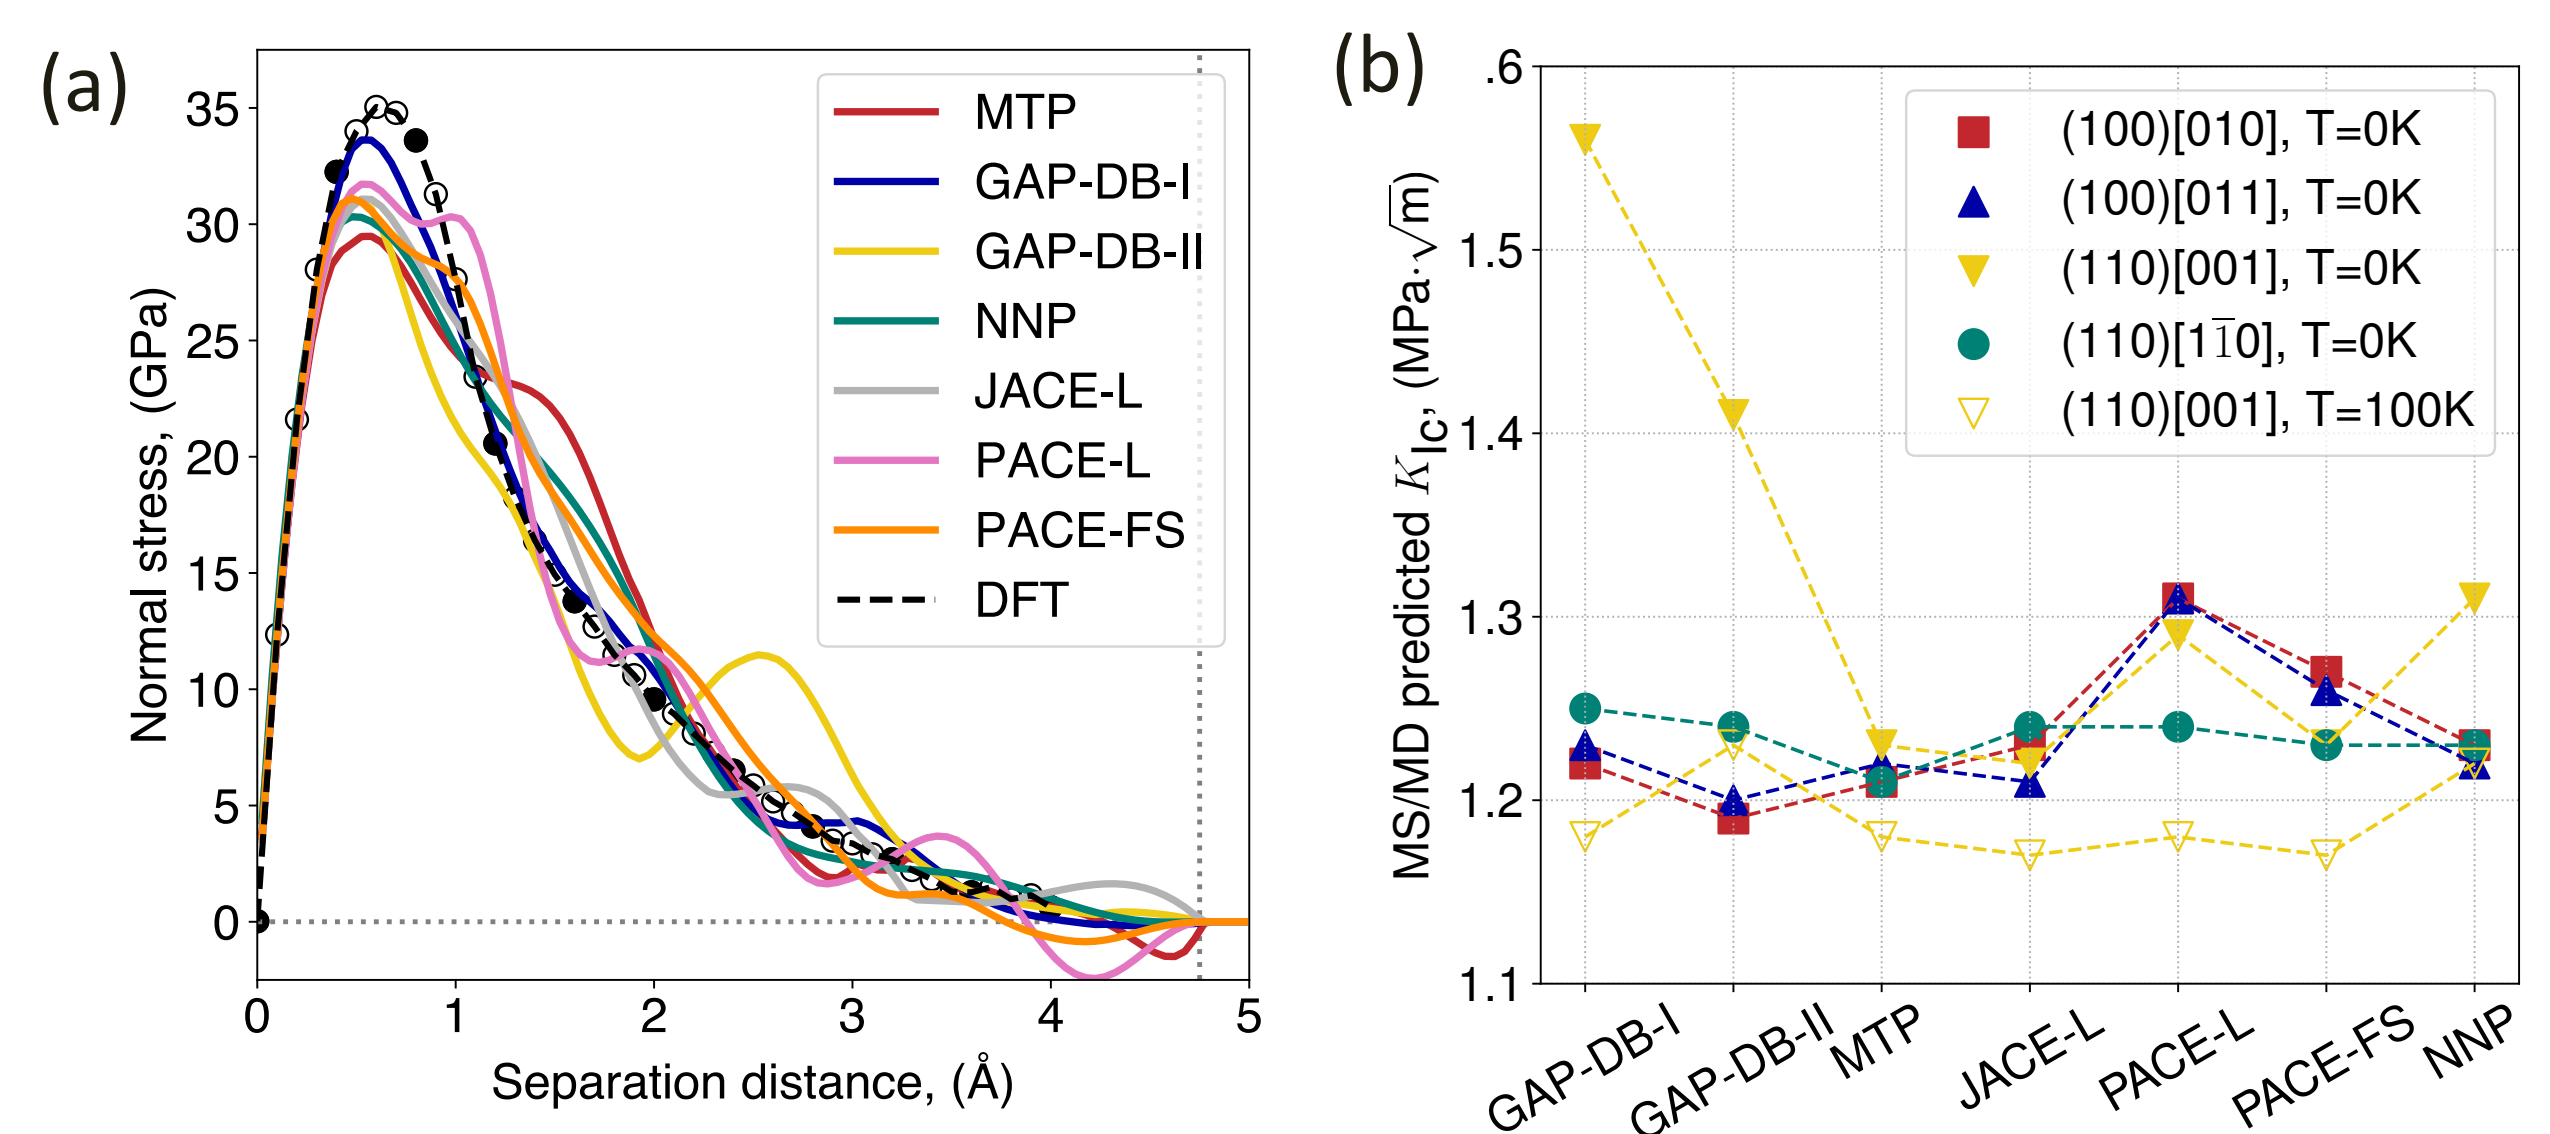 (a)
Normal stress, (GPa)
35
30
25
20
15
10
5
0
0 1 2 3 4 5
Separation distance, (Å)
MTP
GAP-DB-I
GAP-DB-II
NNP
JACE-L
PACE-L
PACE-FS
DFT
(b)
MS/MD predicted K_IC, (MPa·√m)
.6
1.5
1.4
1.3
1.2
1.1
(100)[010], T=0K
(100)[011], T=0K
(110)[001], T=0K
(110)[11̅0], T=0K
(110)[001], T=100K
GAP-DB-I
GAP-DB-II
MTP
JACE-L
PACE-L
PACE-FS
NNP